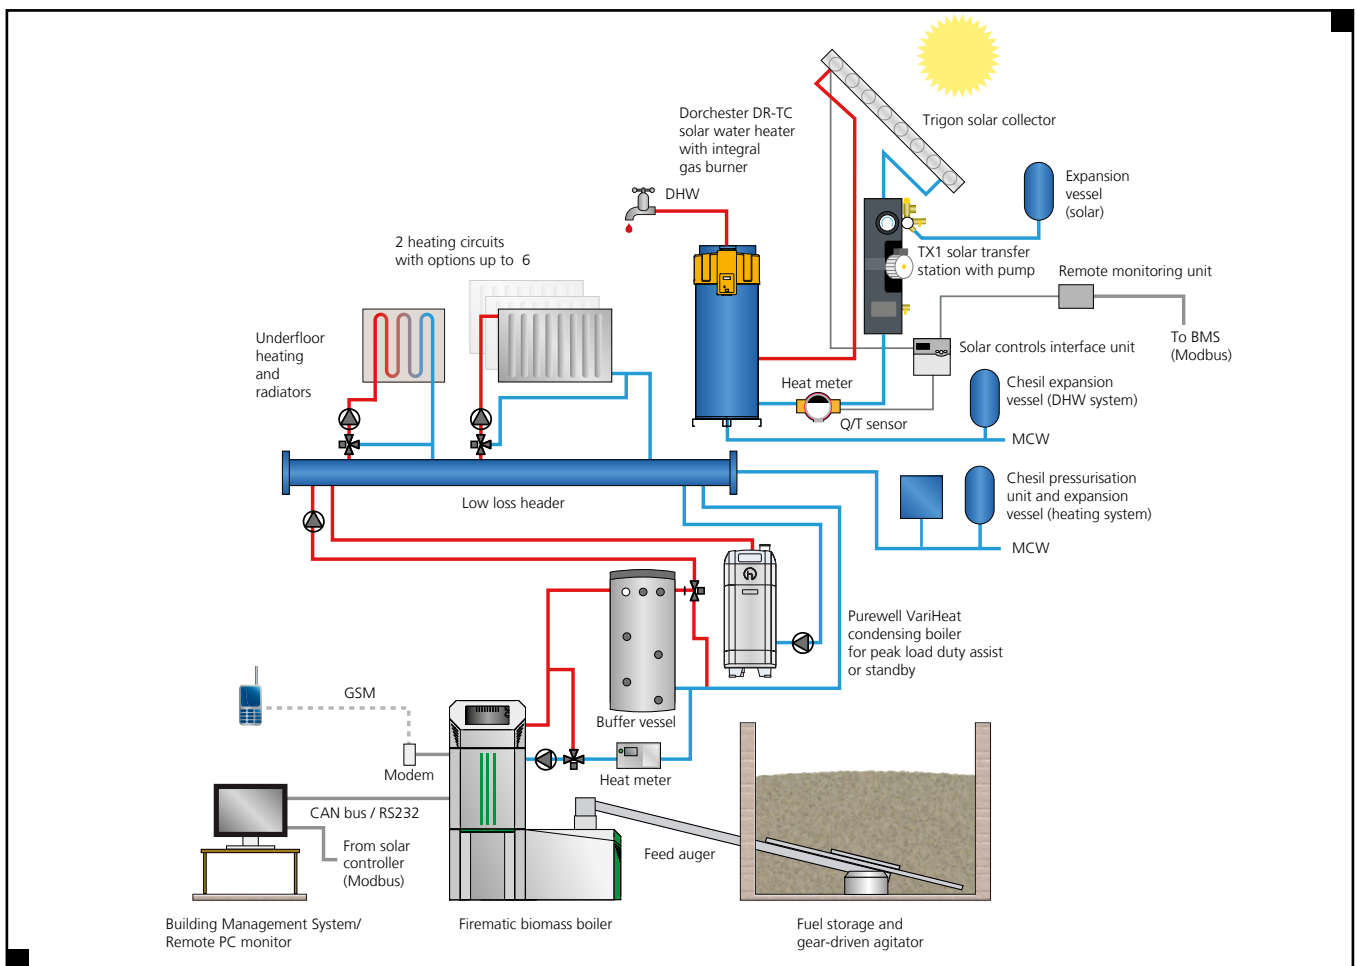 Trigon solar collector
Dorchester DR-TC
solar water heater
with integral
gas burner
DHW
Expansion
vessel
(solar)
2 heating circuits
with options up to 6
TX1 solar transfer
station with pump
Remote monitoring unit
To BMS
(Modbus)
Underfloor
heating
and
radiators
Solar controls interface unit
Heat meter
Q/T sensor
Chesil expansion
vessel (DHW system)
MCW
Low loss header
Chesil pressurisation
unit and expansion
vessel (heating system)
MCW
Purewell VariHeat
condensing boiler
for peak load duty assist
or standby
GSM
Buffer vessel
Modem
Heat meter
CAN bus / RS232
From solar
controller
(Modbus)
Feed auger
Building Management System/
Remote PC monitor
Firematic biomass boiler
Fuel storage and
gear-driven agitator